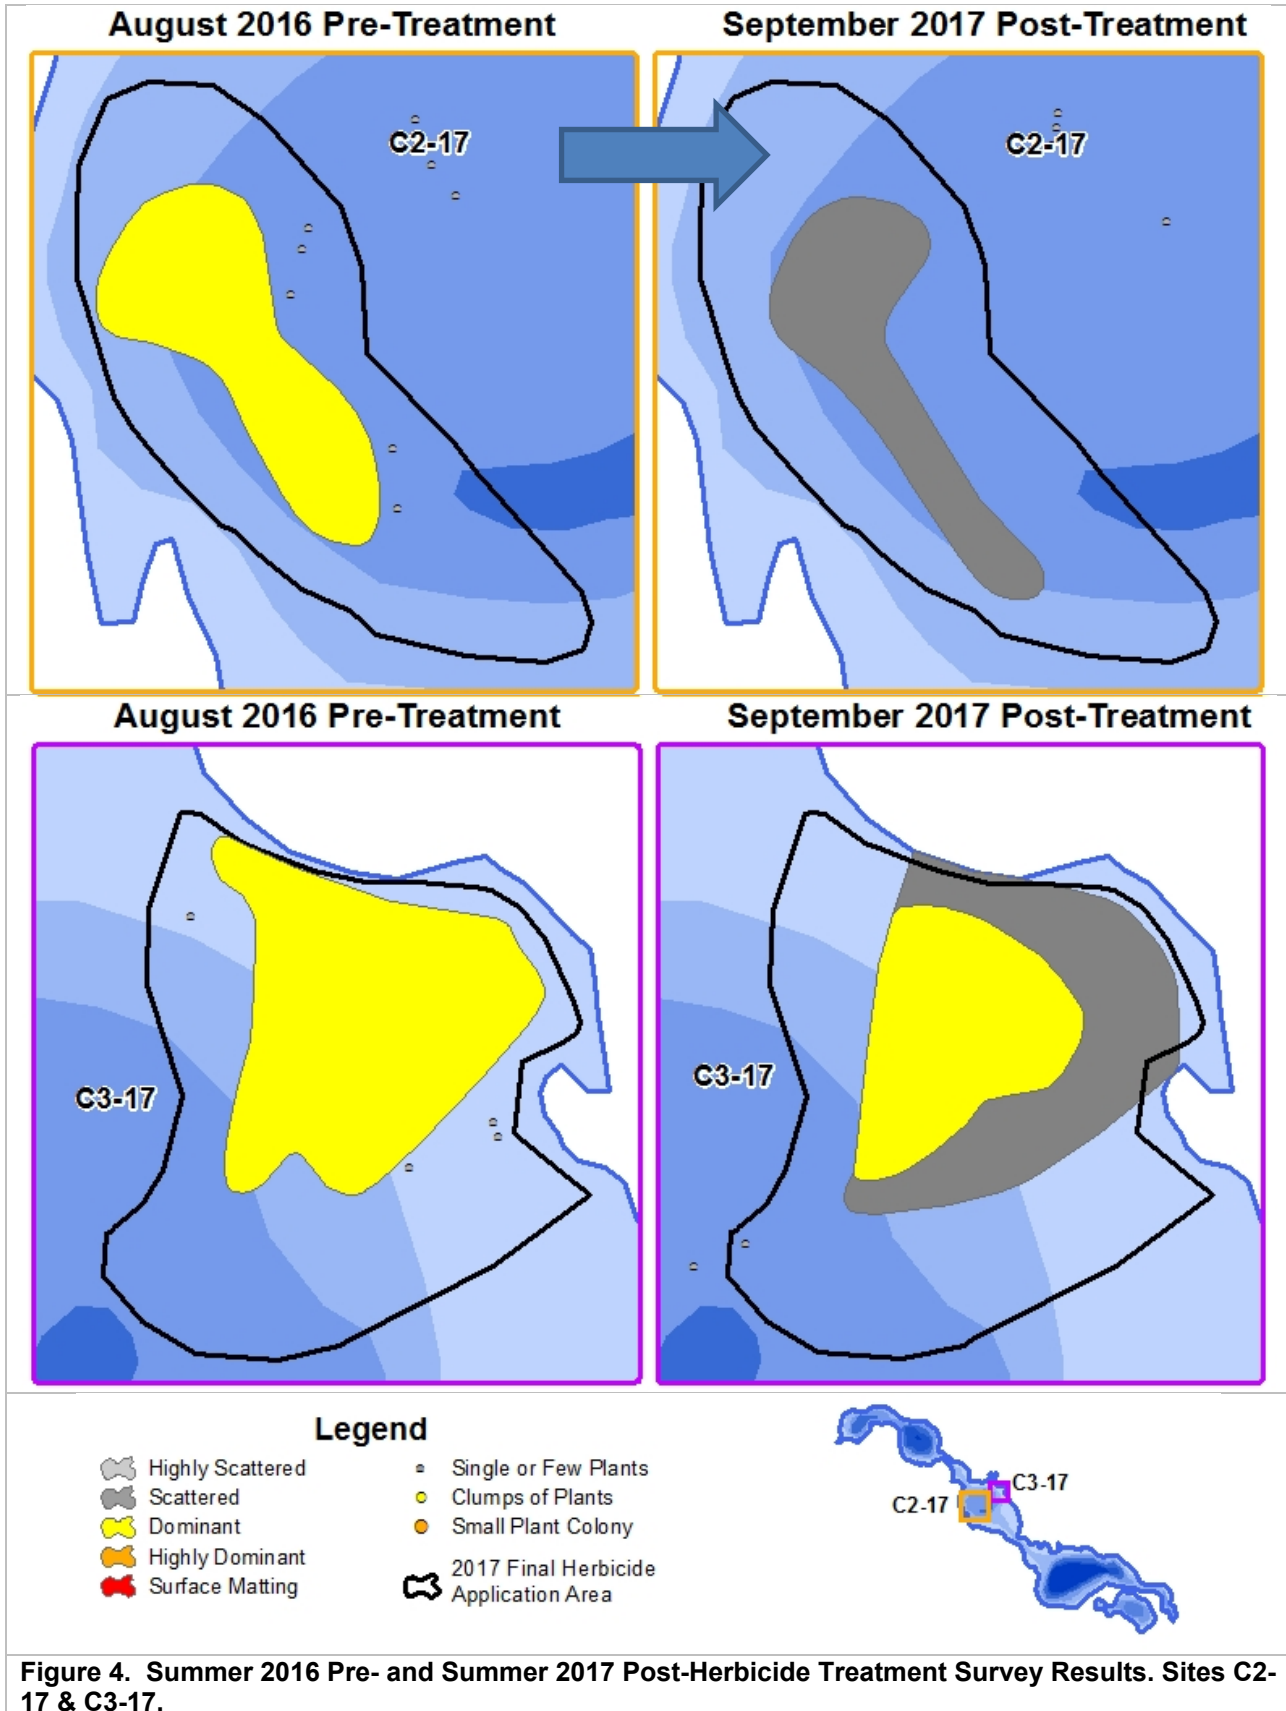 August 2016 Pre-Treatment
September 2017 Post-Treatment
C2-17
C2-17
August 2016 Pre-Treatment
September 2017 Post-Treatment
C3-17
C3-17
Legend
Highly Scattered
Scattered
Dominant
Highly Dominant
Surface Matting
Single or Few Plants
Clumps of Plants
Small Plant Colony
2017 Final Herbicide
Application Area
C3-17
C2-17
Figure 4. Summer 2016 Pre- and Summer 2017 Post-Herbicide Treatment Survey Results. Sites C2-
17 & C3-17.